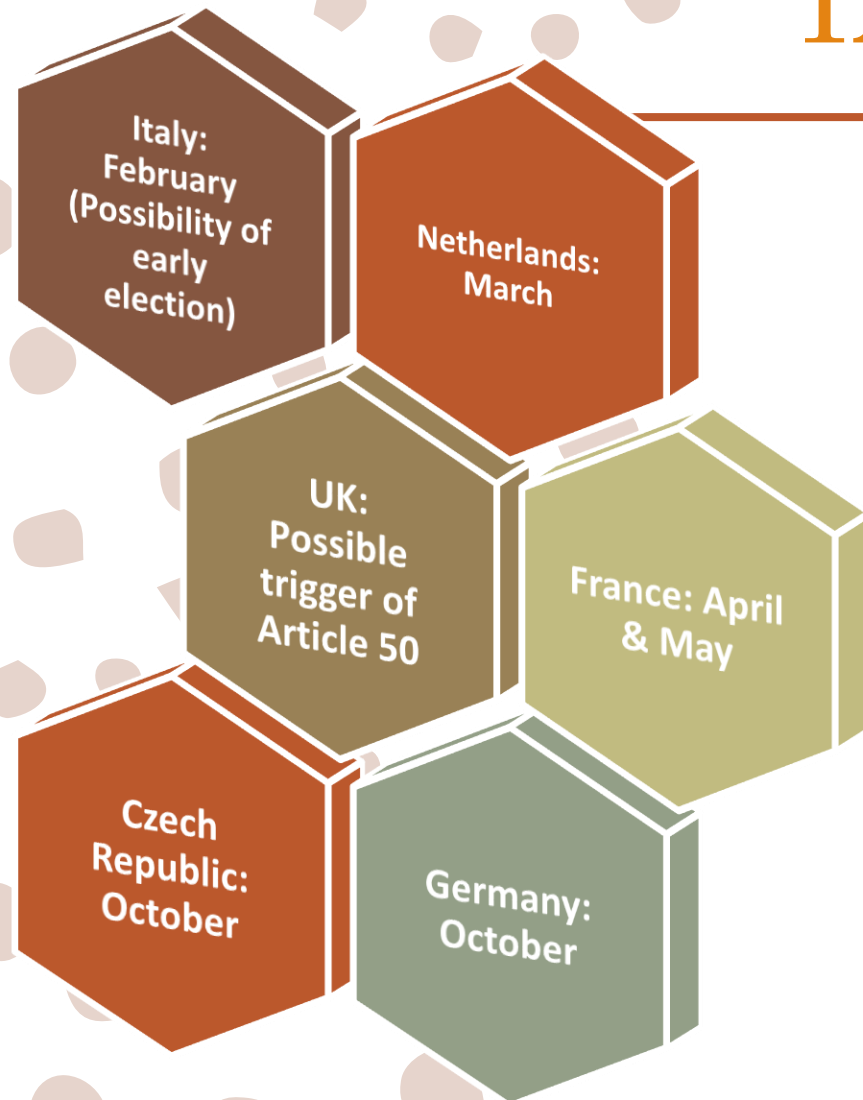 Italy:
February
(Possibility of
early
election)
Netherlands:
March
UK:
Possible
trigger of
Article 50
France: April
& May
Czech
Republic:
October
Germany:
October